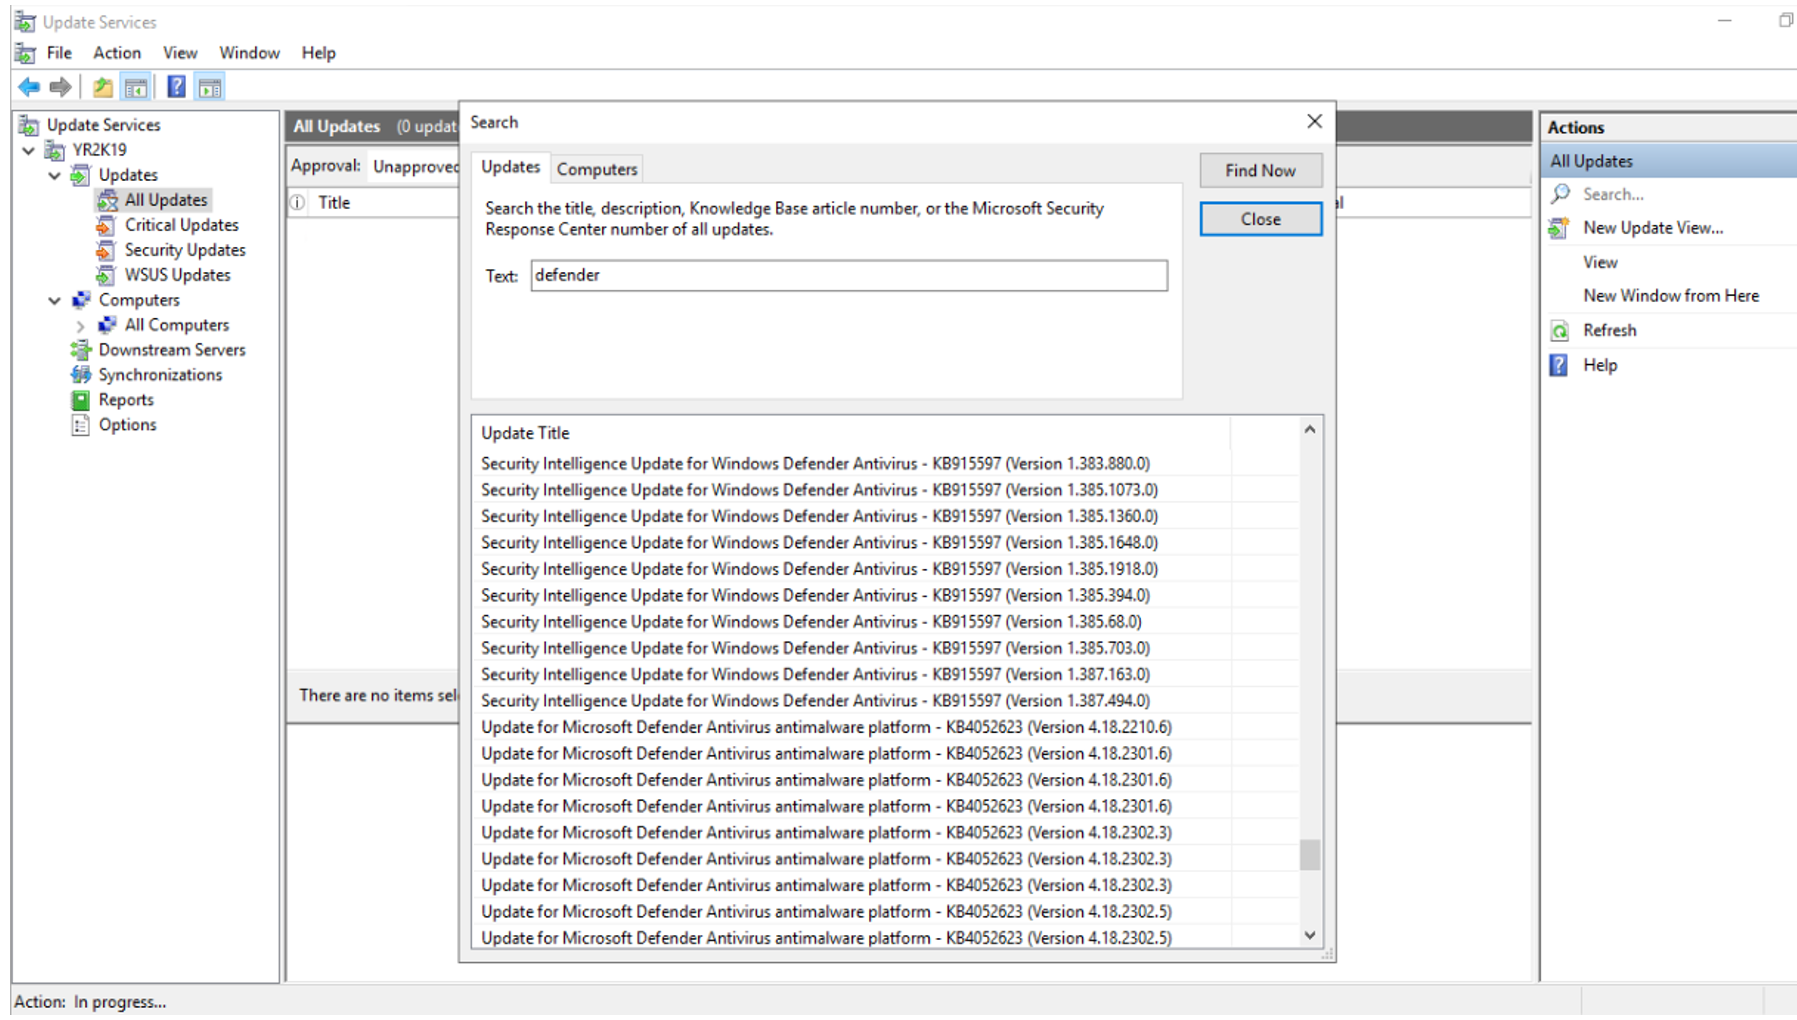 Update Services
File Action View Window Help
Update Services
YR2K19
Updates
All Updates
Critical Updates
Security Updates
WSUS Updates
Computers
All Computers
Downstream Servers
Synchronizations
Reports
Options
All Updates (0 updat
Approval: Unapproved
Title
There are no items sel
Search
Updates Computers
Find Now
Close
Search the title, description, Knowledge Base article number, or the Microsoft Security
Response Center number of all updates.
Text: defender
Update Title
Security Intelligence Update for Windows Defender Antivirus - KB915597 (Version 1.383.880.0)
Security Intelligence Update for Windows Defender Antivirus - KB915597 (Version 1.385.1073.0)
Security Intelligence Update for Windows Defender Antivirus - KB915597 (Version 1.385.1360.0)
Security Intelligence Update for Windows Defender Antivirus - KB915597 (Version 1.385.1648.0)
Security Intelligence Update for Windows Defender Antivirus - KB915597 (Version 1.385.1918.0)
Security Intelligence Update for Windows Defender Antivirus - KB915597 (Version 1.385.394.0)
Security Intelligence Update for Windows Defender Antivirus - KB915597 (Version 1.385.68.0)
Security Intelligence Update for Windows Defender Antivirus - KB915597 (Version 1.385.703.0)
Security Intelligence Update for Windows Defender Antivirus - KB915597 (Version 1.387.163.0)
Security Intelligence Update for Windows Defender Antivirus - KB915597 (Version 1.387.494.0)
Update for Microsoft Defender Antivirus antimalware platform - KB4052623 (Version 4.18.2210.6)
Update for Microsoft Defender Antivirus antimalware platform - KB4052623 (Version 4.18.2301.6)
Update for Microsoft Defender Antivirus antimalware platform - KB4052623 (Version 4.18.2301.6)
Update for Microsoft Defender Antivirus antimalware platform - KB4052623 (Version 4.18.2301.6)
Update for Microsoft Defender Antivirus antimalware platform - KB4052623 (Version 4.18.2302.3)
Update for Microsoft Defender Antivirus antimalware platform - KB4052623 (Version 4.18.2302.3)
Update for Microsoft Defender Antivirus antimalware platform - KB4052623 (Version 4.18.2302.3)
Update for Microsoft Defender Antivirus antimalware platform - KB4052623 (Version 4.18.2302.5)
Update for Microsoft Defender Antivirus antimalware platform - KB4052623 (Version 4.18.2302.5)
Actions
All Updates
Search...
New Update View...
View
New Window from Here
Refresh
Help
Action: In progress...